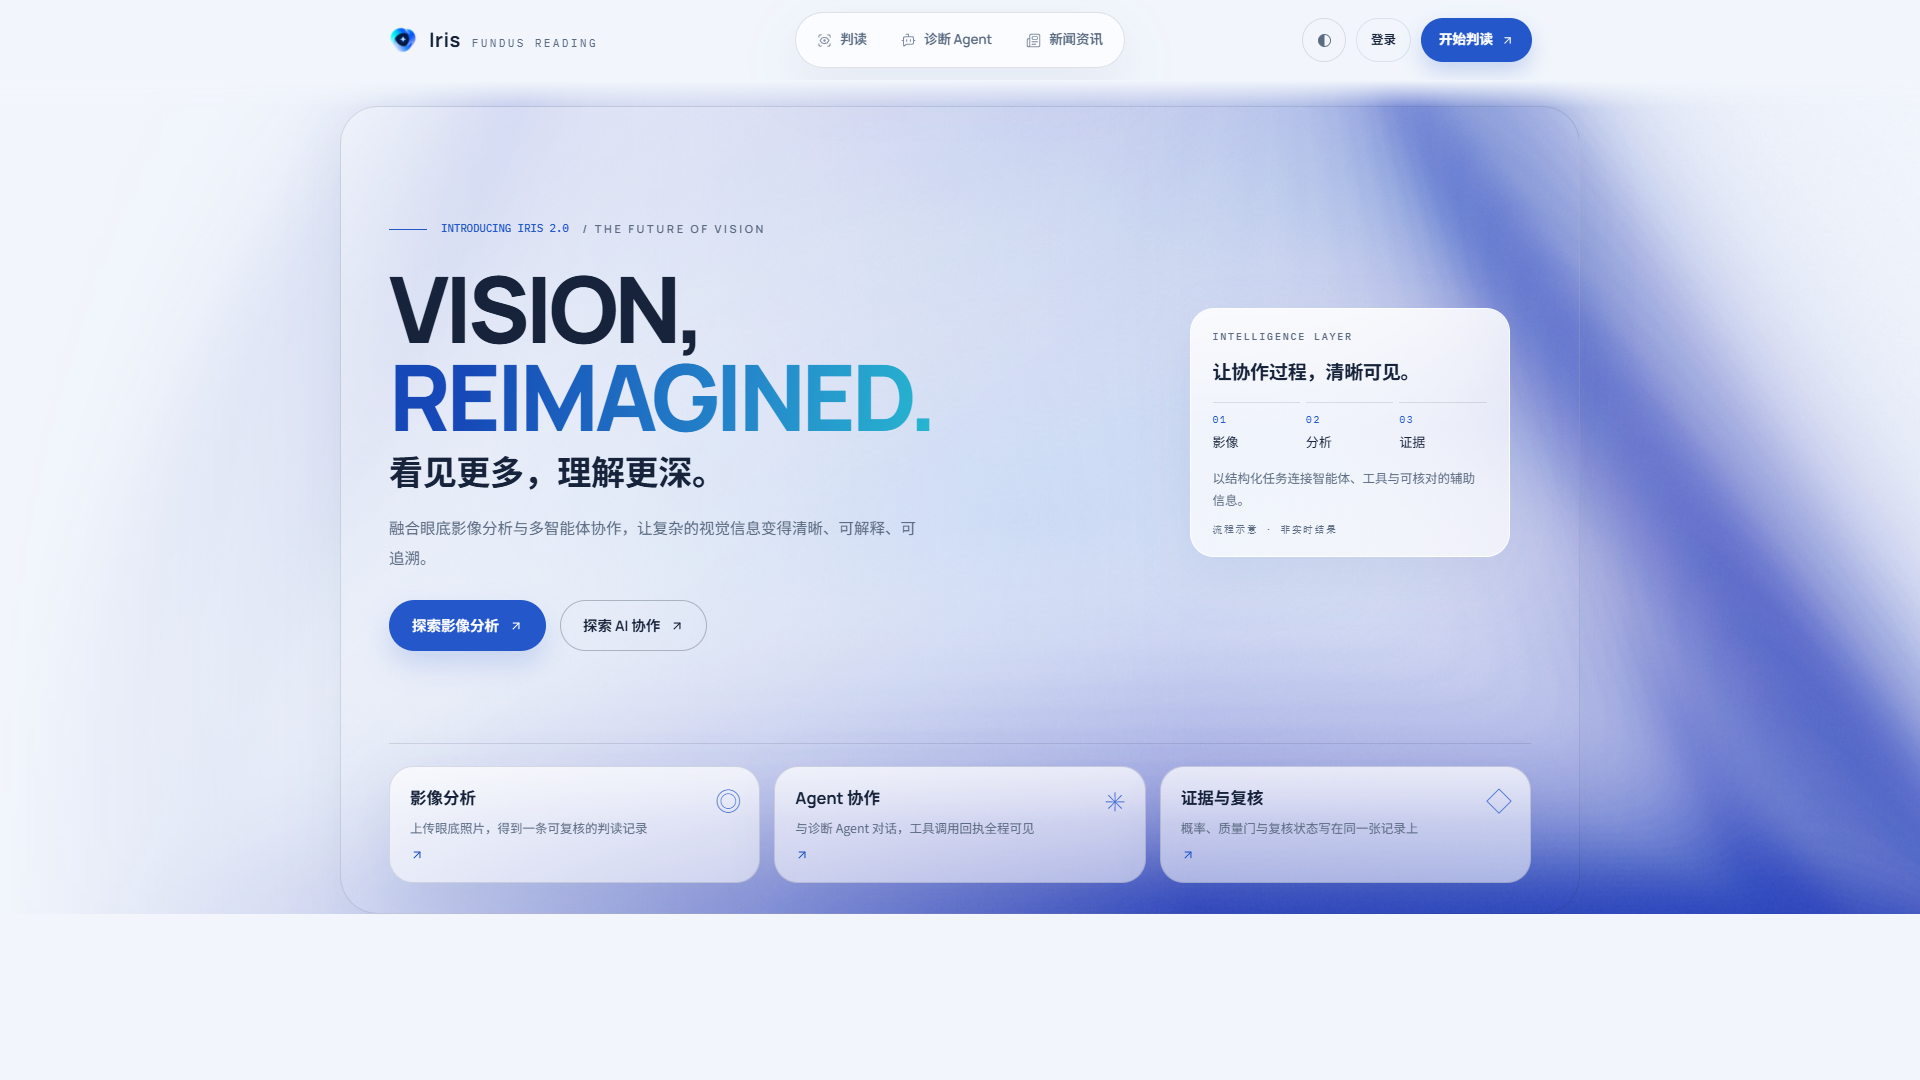 Iris FUNDUS READING
判读
诊断 Agent
新闻资讯
登录
开始判读
INTRODUCING IRIS 2.0 / THE FUTURE OF VISION
VISION,
REIMAGINED.
看见更多，理解更深。
融合眼底影像分析与多智能体协作，让复杂的视觉信息变得清晰、可解释、可
追溯。
探索影像分析
探索 AI 协作
INTELLIGENCE LAYER
让协作过程，清晰可见。
01 02 03
影像 分析 证据
以结构化任务连接智能体、工具与可核对的辅助
信息。
流程示意 · 非实时结果
影像分析
上传眼底照片，得到一条可复核的判读记录
Agent 协作
与诊断 Agent 对话，工具调用回执全程可见
证据与复核
概率、质量门与复核状态写在同一张记录上